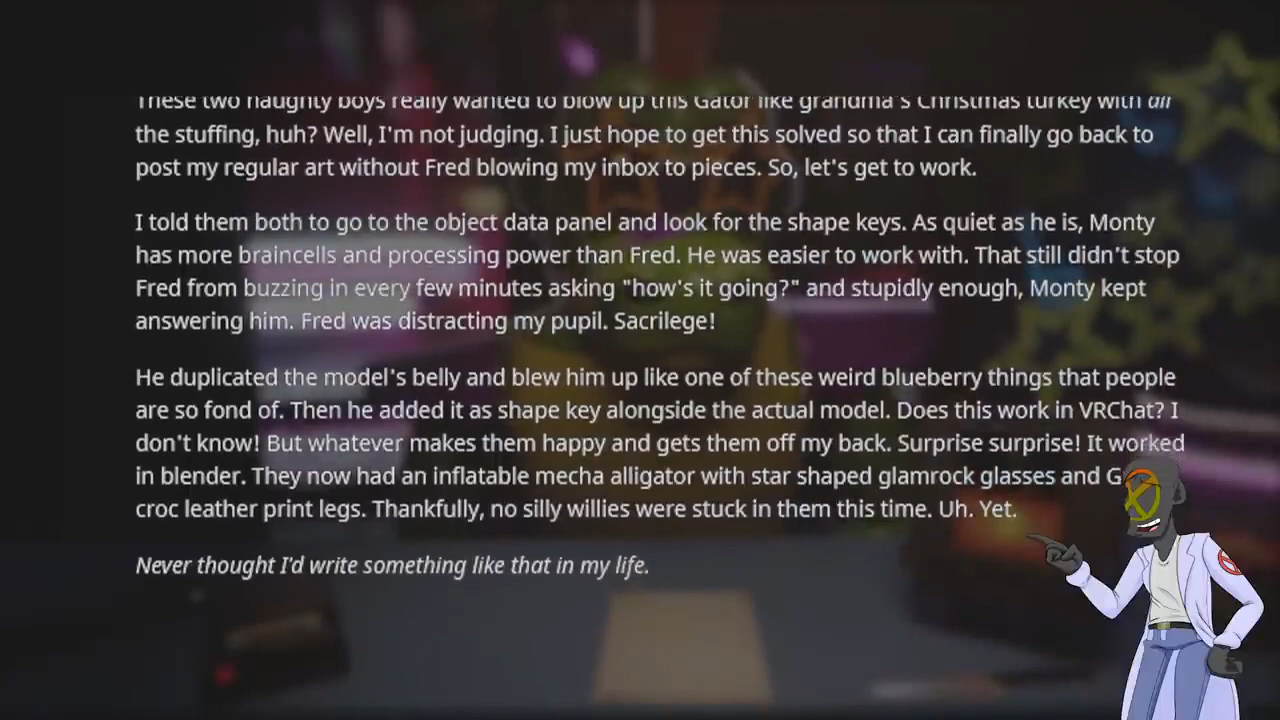 These two naughty boys really wanted to blow up this Gator like grandma's Christmas turkey with all
the stuffing, huh? Well, I'm not judging. I just hope to get this solved so that I can finally go back to
post my regular art without Fred blowing my inbox to pieces. So, let's get to work.
I told them both to go to the object data panel and look for the shape keys. As quiet as he is, Monty
has more braincells and processing power than Fred. He was easier to work with. That still didn't stop
Fred from buzzing in every few minutes asking "how's it going?" and stupidly enough, Monty kept
answering him. Fred was distracting my pupil. Sacrilege!
He duplicated the model's belly and blew him up like one of these weird blueberry things that people
are so fond of. Then he added it as shape key alongside the actual model. Does this work in VRChat? I
don't know! But whatever makes them happy and gets them off my back. Surprise surprise! It worked
in blender. They now had an inflatable mecha alligator with star shaped glamrock glasses and
croc leather print legs. Thankfully, no silly willies were stuck in them this time. Uh. Yet.
Never thought I'd write something like that in my life.